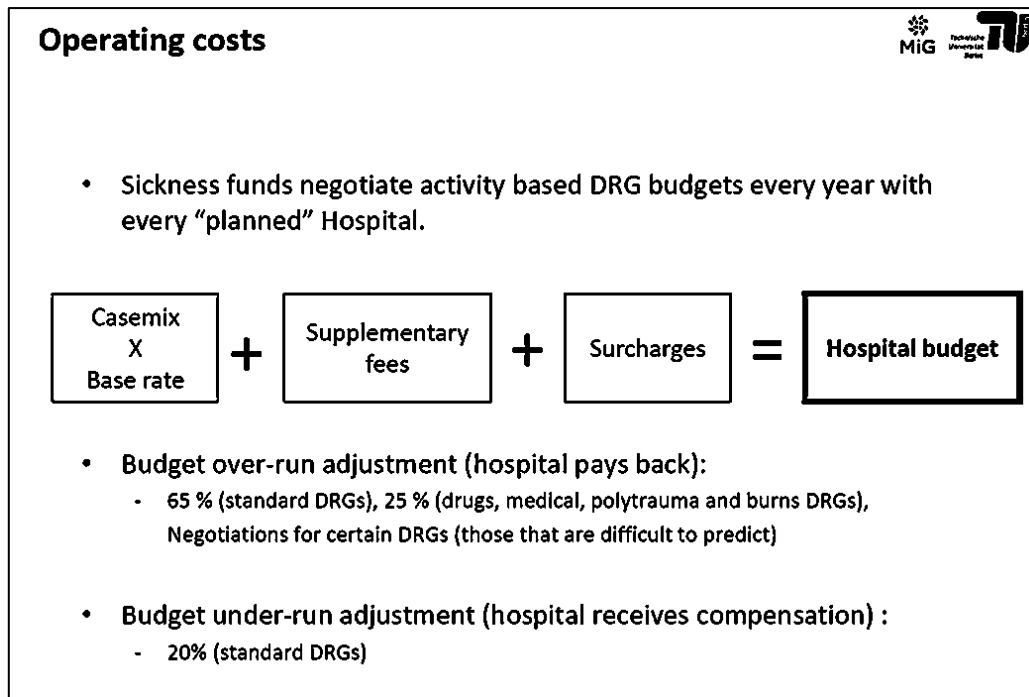 Operating costs
MiG
Technische
Universität
Berlin
• Sickness funds negotiate activity based DRG budgets every year with
every “planned” Hospital.
Casemix
X
Base rate
+
Supplementary
fees
+
Surcharges
=
Hospital budget
• Budget over-run adjustment (hospital pays back):
- 65 % (standard DRGs), 25 % (drugs, medical, polytrauma and burns DRGs),
Negotiations for certain DRGs (those that are difficult to predict)
• Budget under-run adjustment (hospital receives compensation) :
- 20% (standard DRGs)